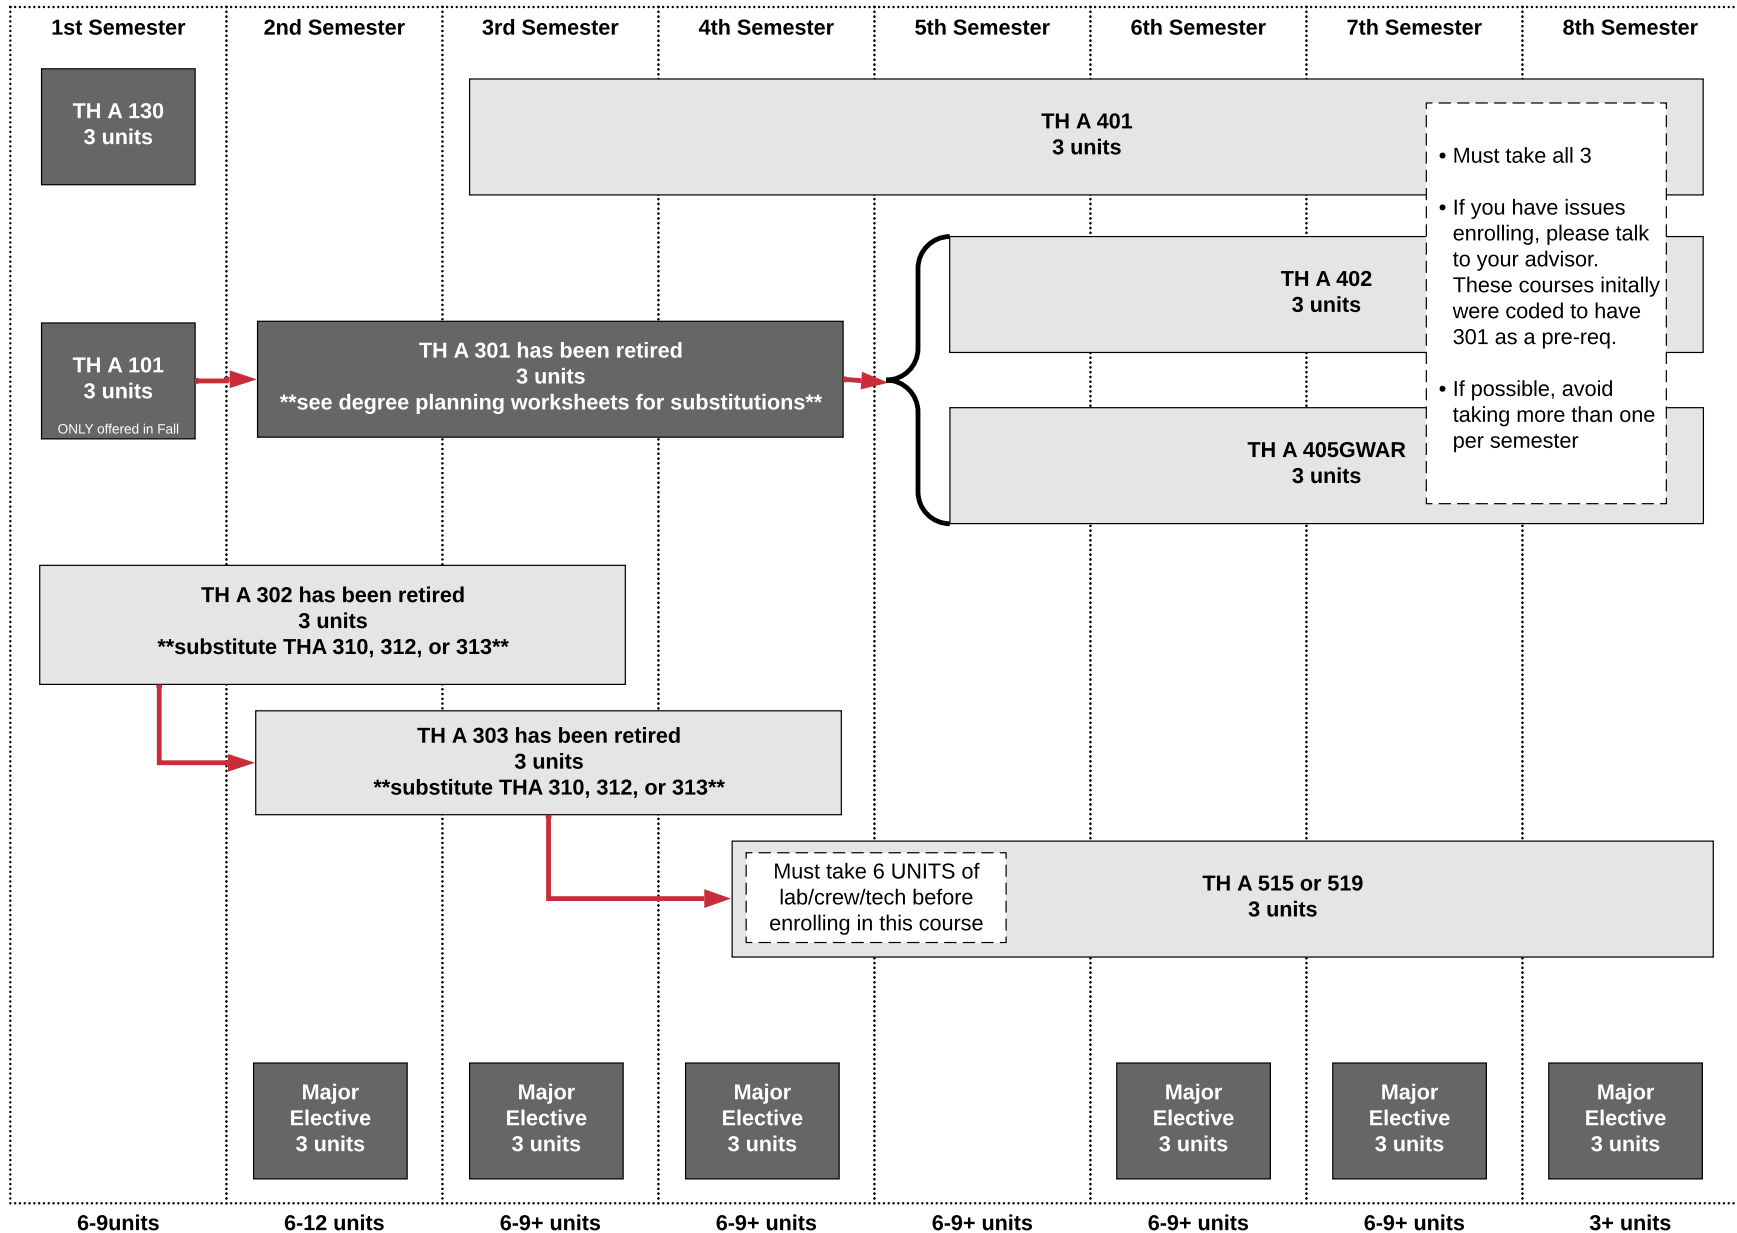 1st Semester
2nd Semester
3rd Semester
4th Semester
5th Semester
6th Semester
7th Semester
8th Semester
TH A 130
3 units
TH A 401
3 units
• Must take all 3
• If you have issues
enrolling, please talk
to your advisor.
These courses initally
were coded to have
301 as a pre-req.
• If possible, avoid
taking more than one
per semester
TH A 402
3 units
TH A 101
3 units
ONLY offered in Fall
TH A 301 has been retired
3 units
**see degree planning worksheets for substitutions**
TH A 405GWAR
3 units
TH A 302 has been retired
3 units
**substitute THA 310, 312, or 313**
TH A 303 has been retired
3 units
**substitute THA 310, 312, or 313**
Must take 6 UNITS of
lab/crew/tech before
enrolling in this course
TH A 515 or 519
3 units
Major
Elective
3 units
Major
Elective
3 units
Major
Elective
3 units
Major
Elective
3 units
Major
Elective
3 units
Major
Elective
3 units
6-9units
6-12 units
6-9+ units
6-9+ units
6-9+ units
6-9+ units
6-9+ units
3+ units